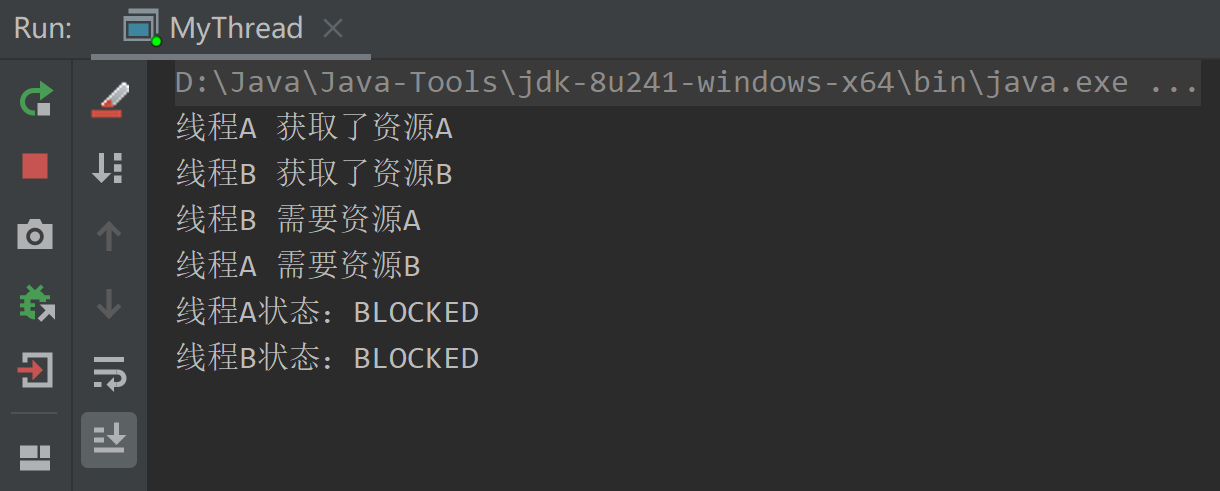 Run: MyThread
D:\Java\Java-Tools\jdk-8u241-windows-x64\bin\java.exe ...
线程A 获取了资源A
线程B 获取了资源B
线程B 需要资源A
线程A 需要资源B
线程A状态：BLOCKED
线程B状态：BLOCKED